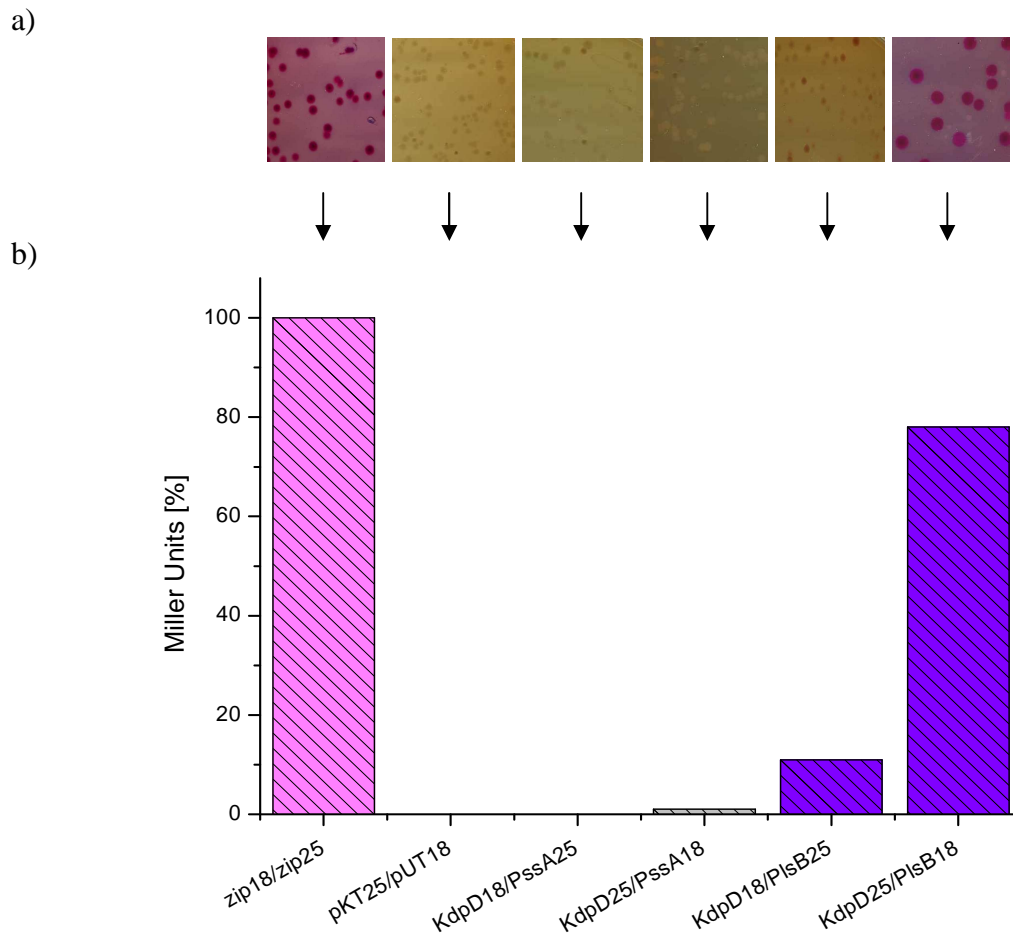 a)
b)
100
80
60
40
20
0
Miller Units [%]
zip18/zip25
pKT25/pUT18
KdpD18/PssA25
KdpD25/PssA18
KdpD18/PlsB25
KdpD25/PlsB18